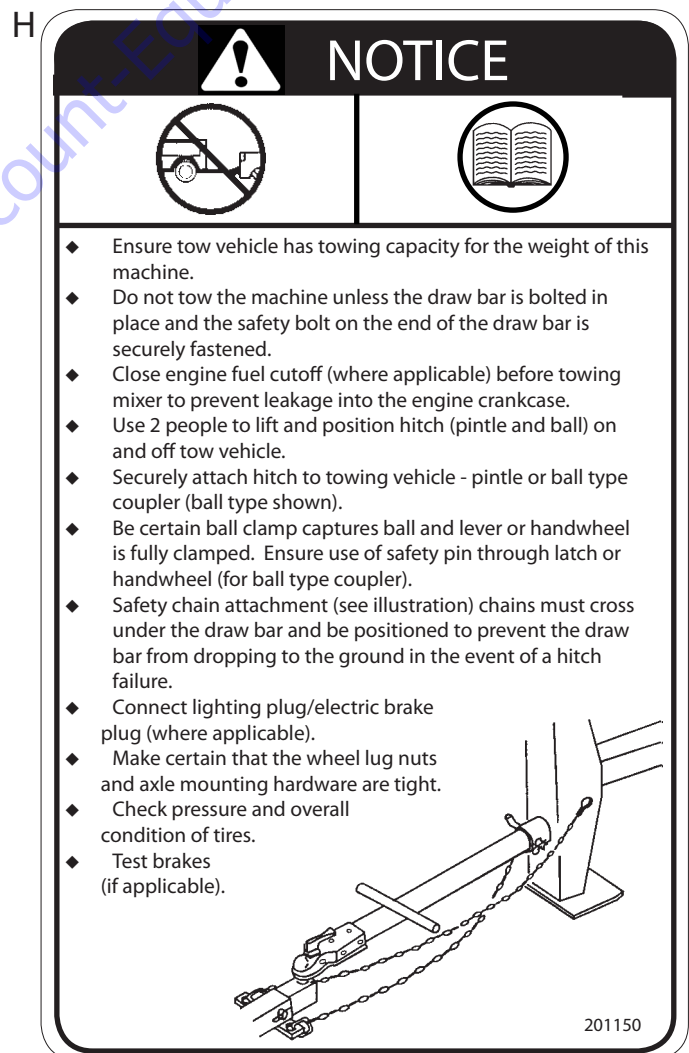 H
NOTICE
◆ Ensure tow vehicle has towing capacity for the weight of this
machine.
◆ Do not tow the machine unless the draw bar is bolted in
place and the safety bolt on the end of the draw bar is
securely fastened.
◆ Close engine fuel cutoff (where applicable) before towing
mixer to prevent leakage into the engine crankcase.
◆ Use 2 people to lift and position hitch (pintle and ball) on
and off tow vehicle.
◆ Securely attach hitch to towing vehicle - pintle or ball type
coupler (ball type shown).
◆ Be certain ball clamp captures ball and lever or handwheel
is fully clamped. Ensure use of safety pin through latch or
handwheel (for ball type coupler).
◆ Safety chain attachment (see illustration) chains must cross
under the draw bar and be positioned to prevent the draw
bar from dropping to the ground in the event of a hitch
failure.
◆ Connect lighting plug/electric brake
plug (where applicable).
◆ Make certain that the wheel lug nuts
and axle mounting hardware are tight.
◆ Check pressure and overall
condition of tires.
◆ Test brakes
(if applicable).
201150
count-Equ